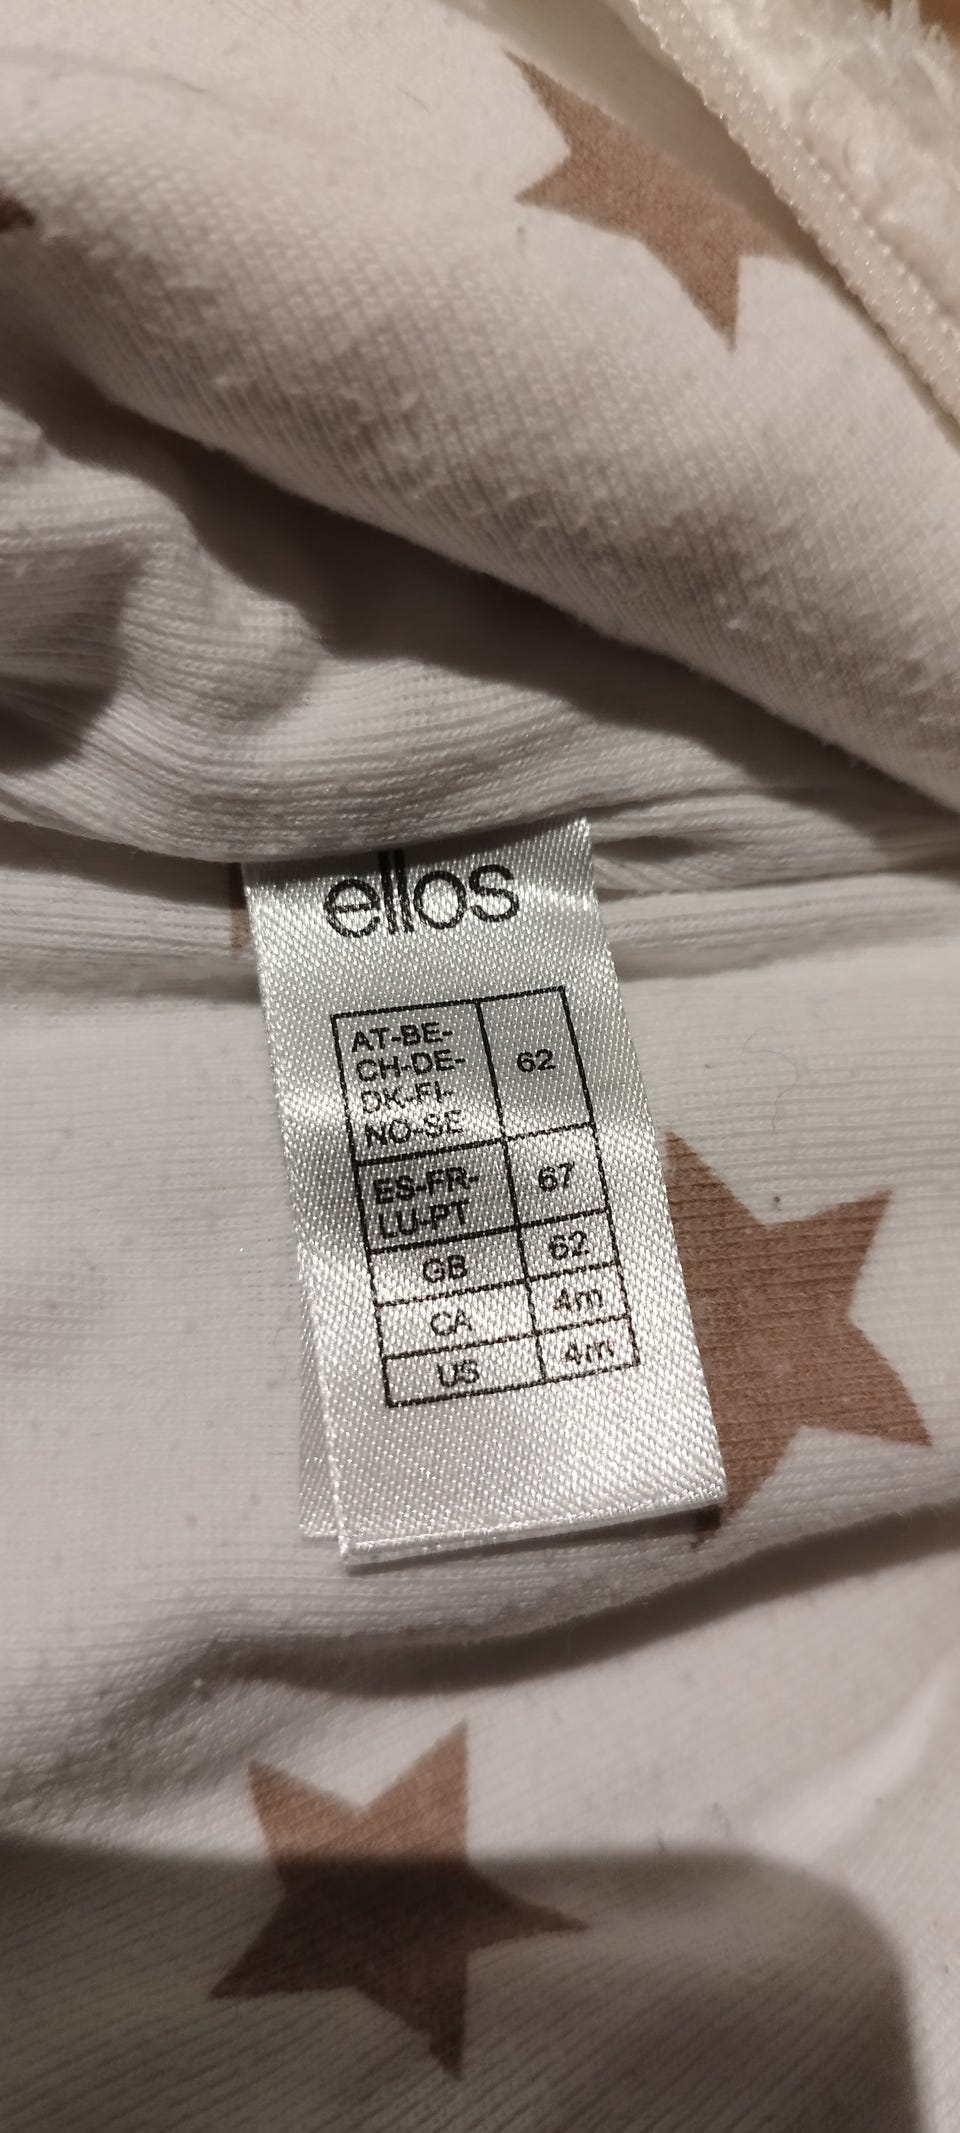 ellos
AT-BE-
CH-DE-
DK-FI-
NO-SE
62
ES-FR-
LU-PT
67
GB 62
CA 4m
US 4m